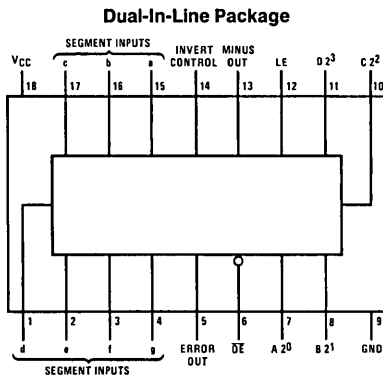 Dual-In-Line Package
SEGMENT INPUTS
INVERT MINUS
VCC c b a CONTROL OUT LE D 2³ C 2²
18 17 16 15 14 13 12 11 10
1 2 3 4 5 6 7 8 9
d e f g ERROR OE A 2⁰ B 2¹ GND
OUT
SEGMENT INPUTS